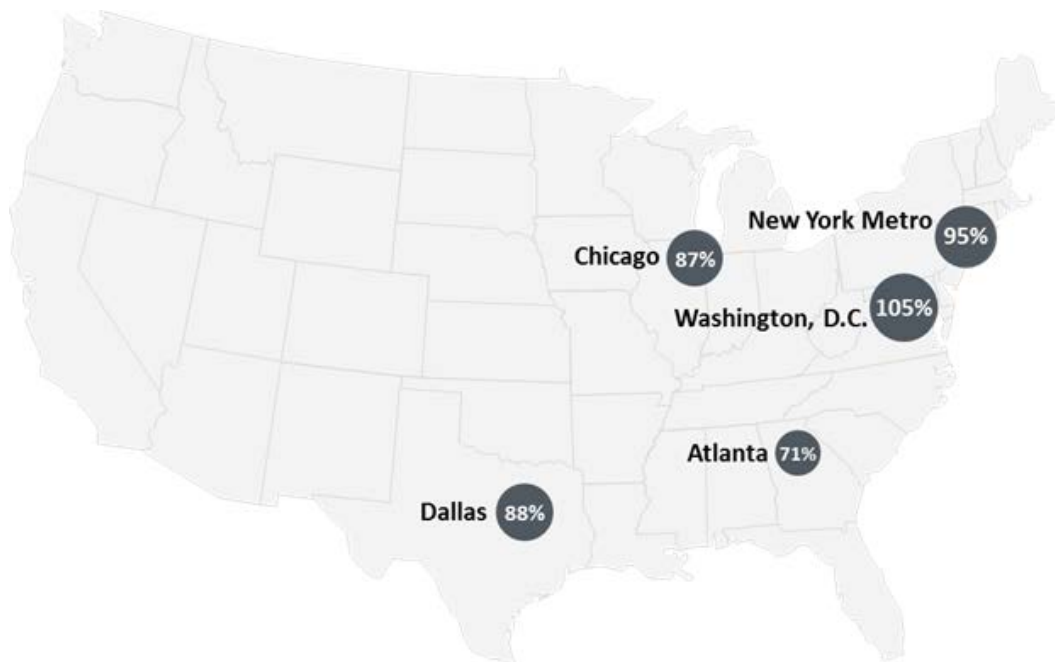 New York Metro 95%
Chicago 87%
Washington, D.C. 105%
Atlanta 71%
Dallas 88%